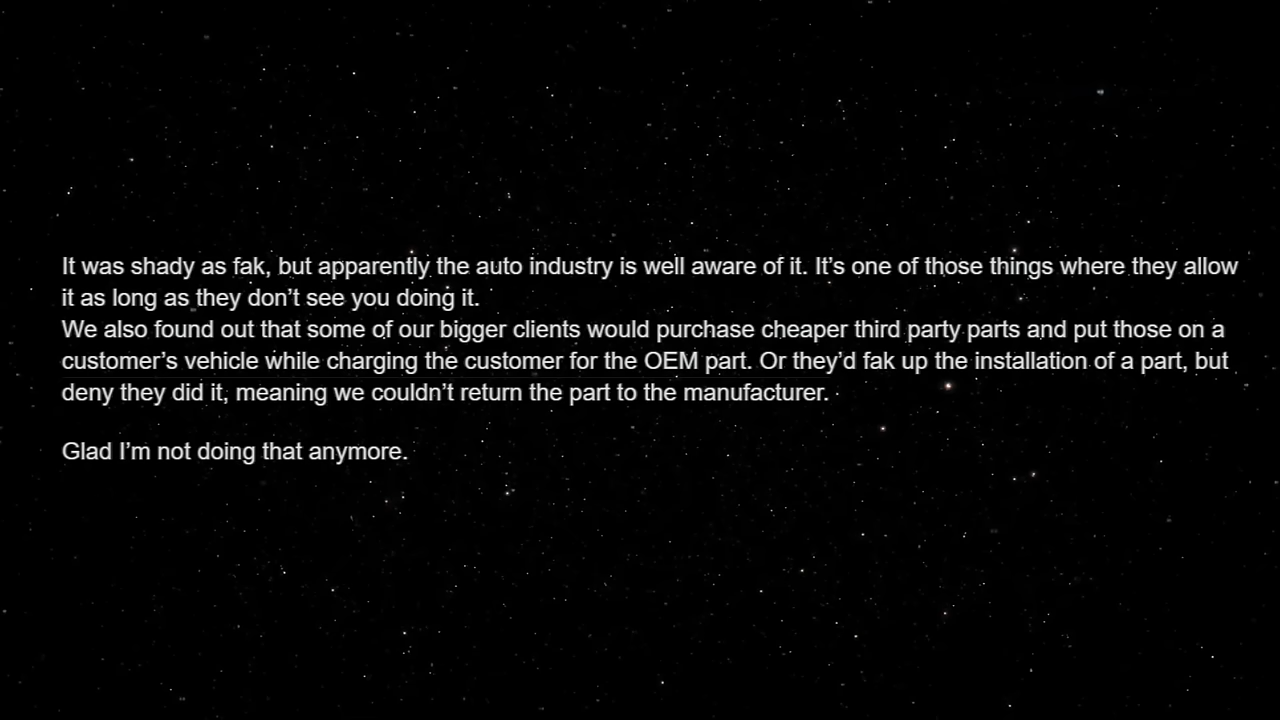 It was shady as fak, but apparently the auto industry is well aware of it. It’s one of those things where they allow
it as long as they don’t see you doing it.
We also found out that some of our bigger clients would purchase cheaper third party parts and put those on a
customer’s vehicle while charging the customer for the OEM part. Or they’d fak up the installation of a part, but
deny they did it, meaning we couldn’t return the part to the manufacturer.
Glad I’m not doing that anymore.